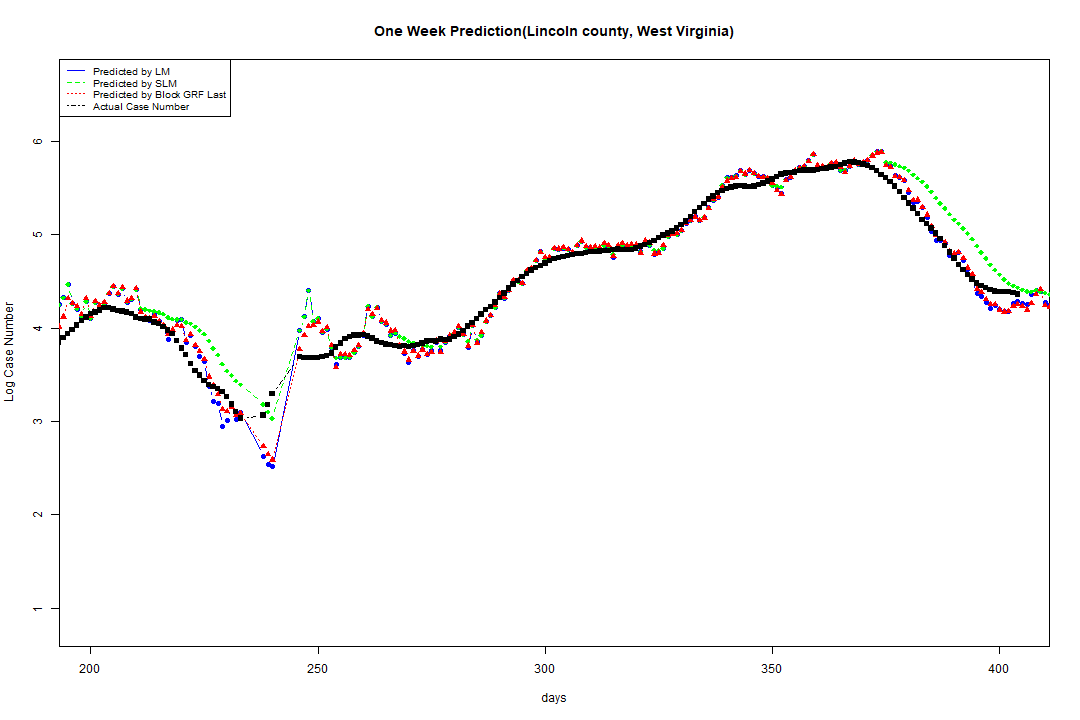 One Week Prediction(Lincoln county, West Virginia)
Predicted by LM
Predicted by SLM
Predicted by Block GRF Last
Actual Case Number
6
5
4
3
2
1
Log Case Number
200
250
300
350
400
days